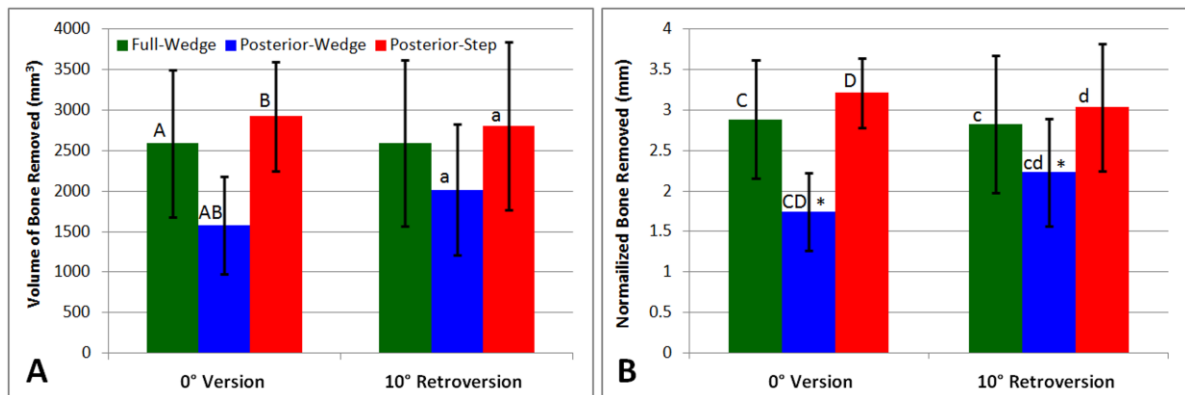 4000
3500
3000
2500
2000
1500
1000
500
0
Volume of Bone Removed (mm³)
Full-Wedge Posterior-Wedge Posterior-Step
A
AB
B
a
a
0° Version
10° Retroversion
A
4
3.5
3
2.5
2
1.5
1
0.5
0
Normailized Bone Removed (mm)
C
CD *
D
c
cd *
d
0° Version
10° Retroversion
B